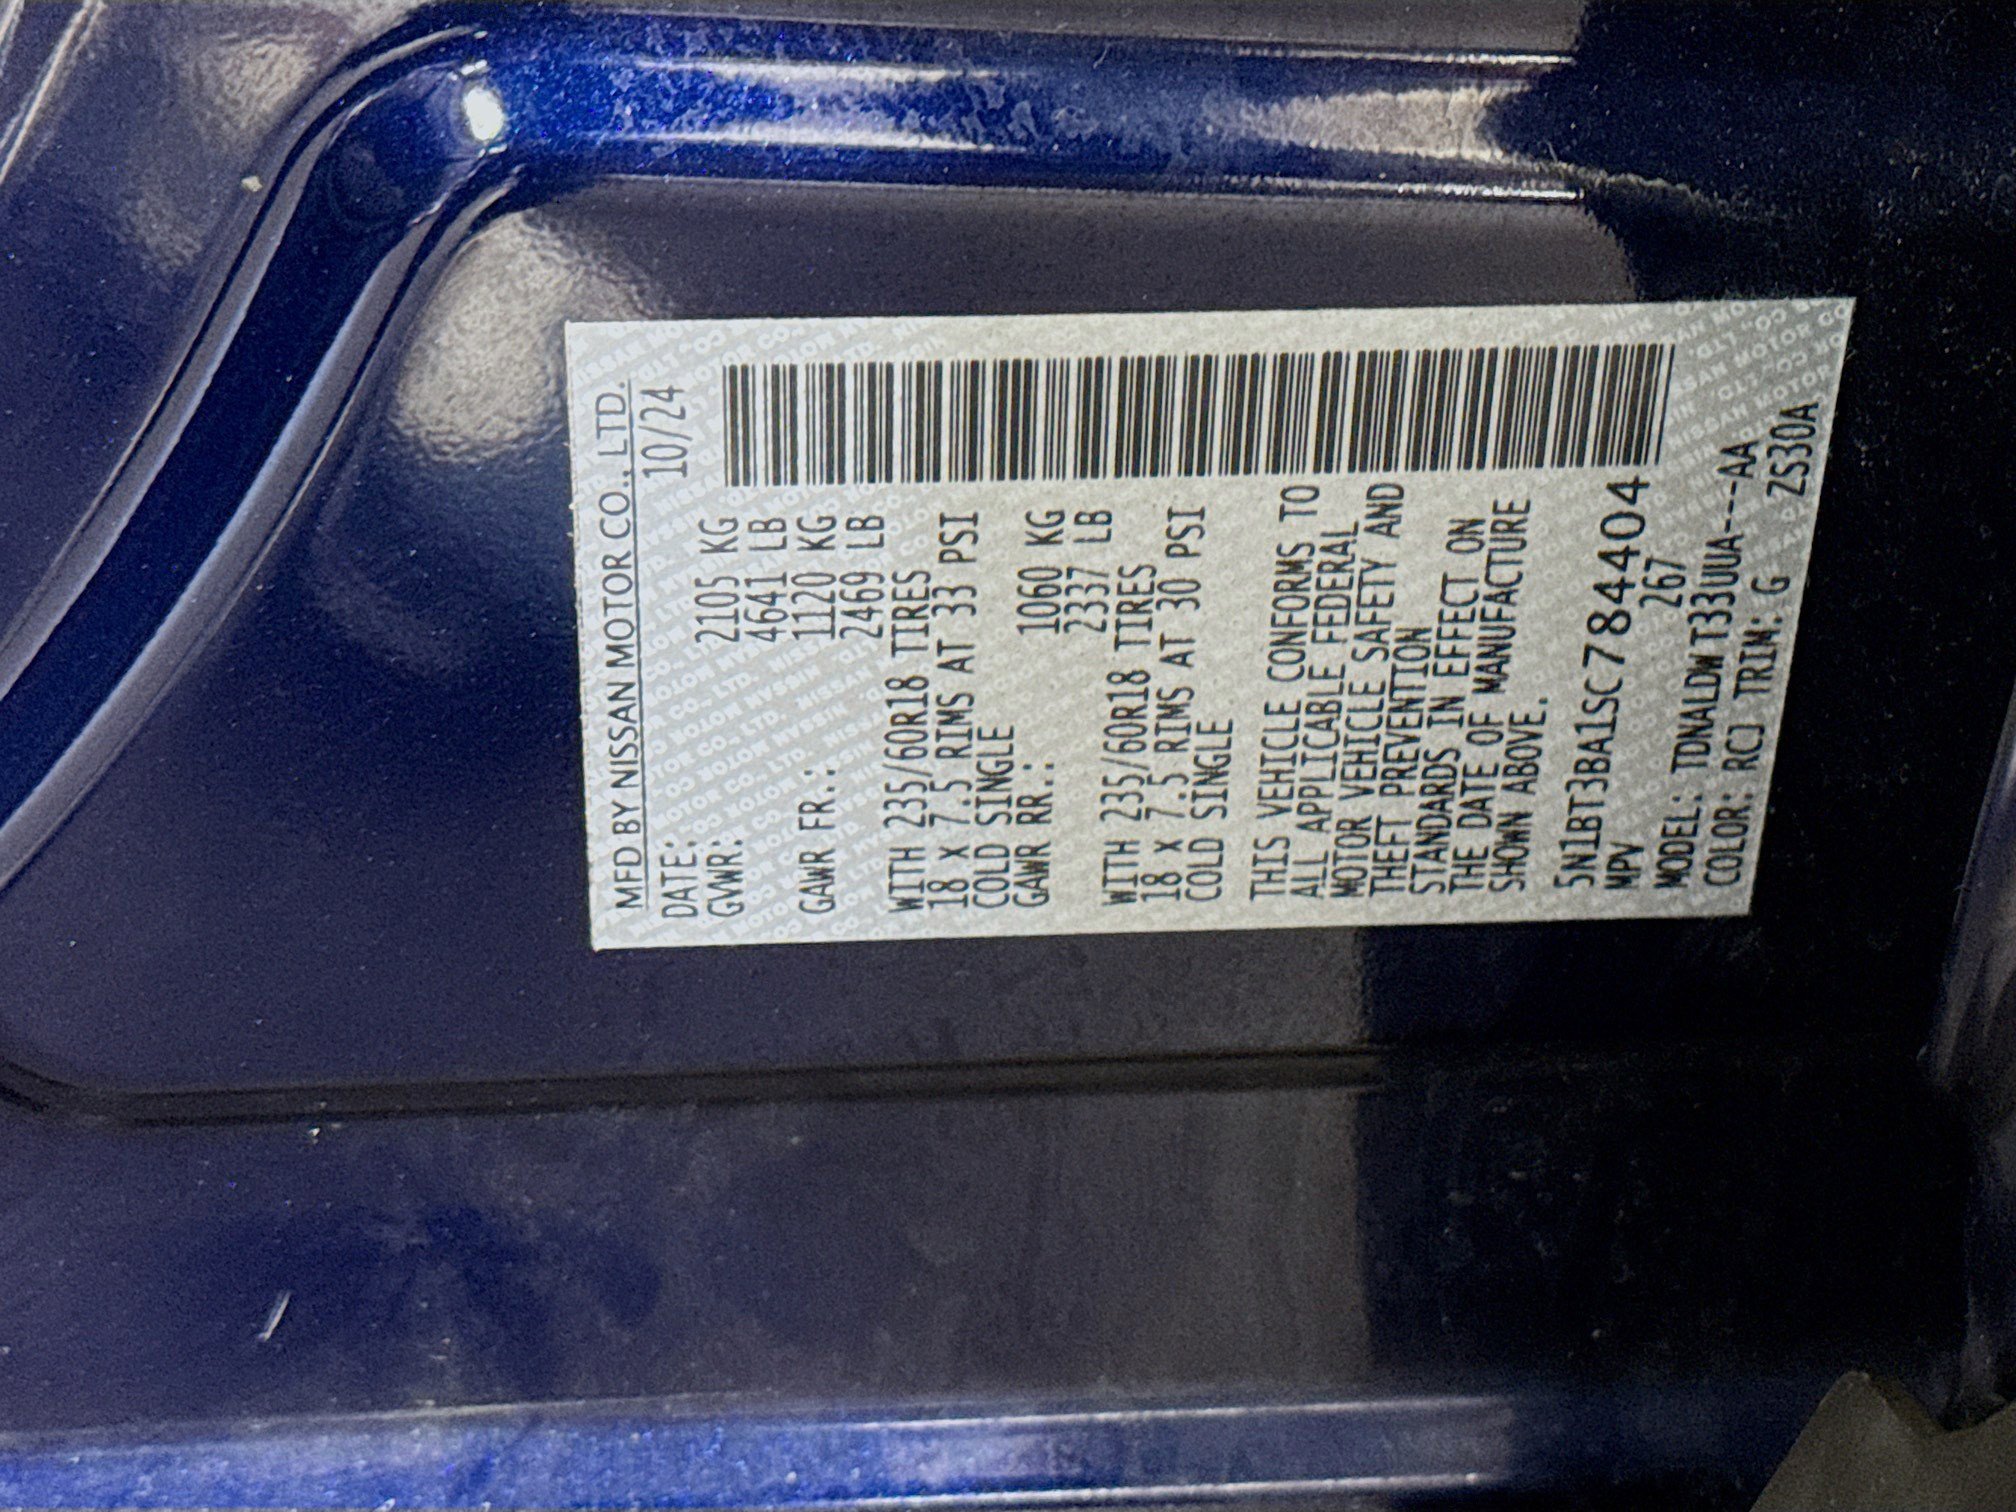 MFD BY NISSAN MOTOR CO., LTD.
DATE: 10/24
GVWR: 2105 KG
4641 LB
GAWR FR.: 1120 KG
2469 LB
WITH 235/60R18 TIRES
18 X 7.5 RIMS AT 33 PSI
COLD SINGLE
GAWR RR.: 1060 KG
2337 LB
WITH 235/60R18 TIRES
18 X 7.5 RIMS AT 30 PSI
COLD SINGLE
THIS VEHICLE CONFORMS TO
ALL APPLICABLE FEDERAL
MOTOR VEHICLE SAFETY AND
THEFT PREVENTION
STANDARDS IN EFFECT ON
THE DATE OF MANUFACTURE
SHOWN ABOVE.
5N1BT3BA1SC784404
MPV 267
MODEL: TDNALDW T33UUA---AA
COLOR: RCJ TRIM: G ZS30A